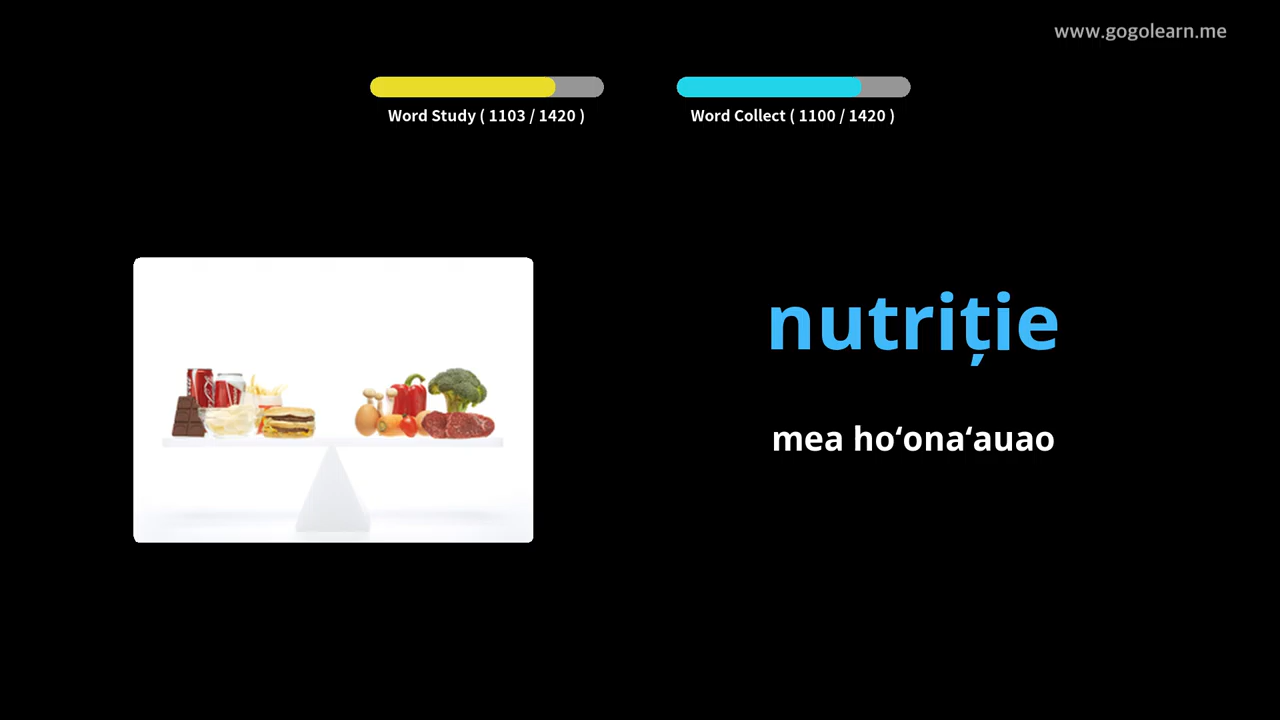 www.gogolearn.me
Word Study ( 1103 / 1420 )
Word Collect ( 1100 / 1420 )
nutriție
mea hoʻonaʻauao